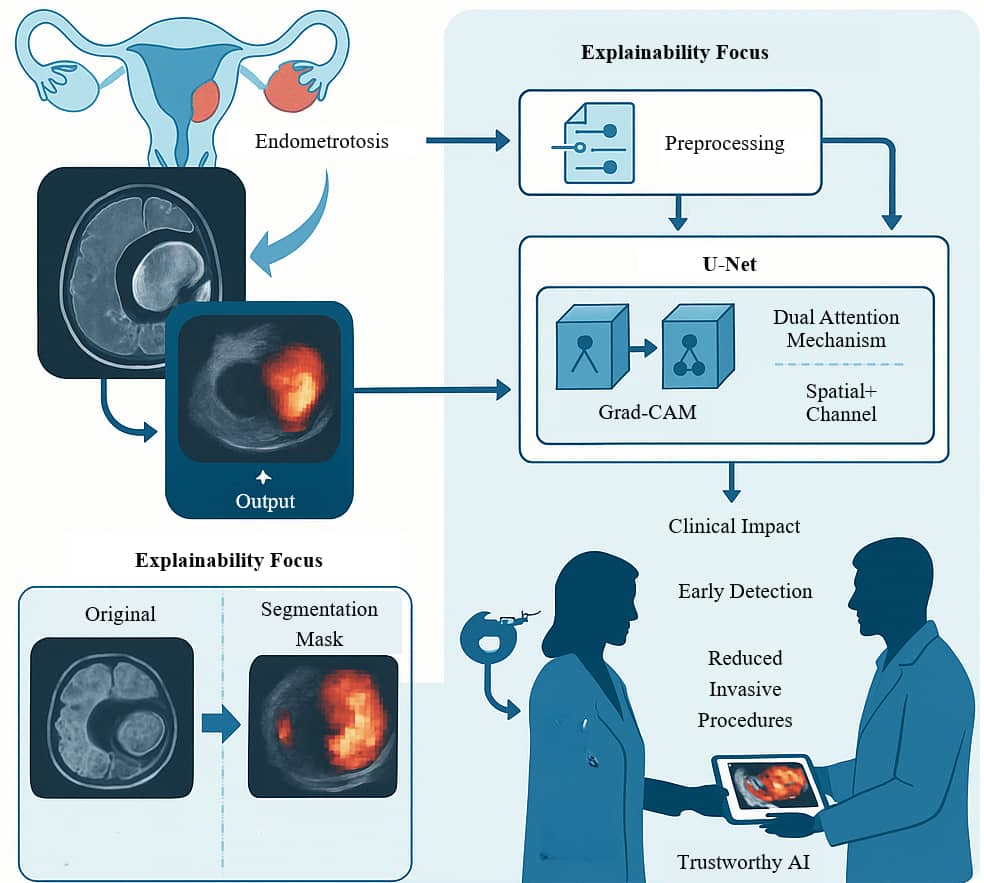 Explainability Focus
Endometrotosis
Preprocessing
U-Net
Dual Attention
Mechanism
Spatial+
Channel
Grad-CAM
Output
Clinical Impact
Explainability Focus
Original
Segmentation
Mask
Early Detection
Reduced
Invasive
Procedures
Trustworthy AI